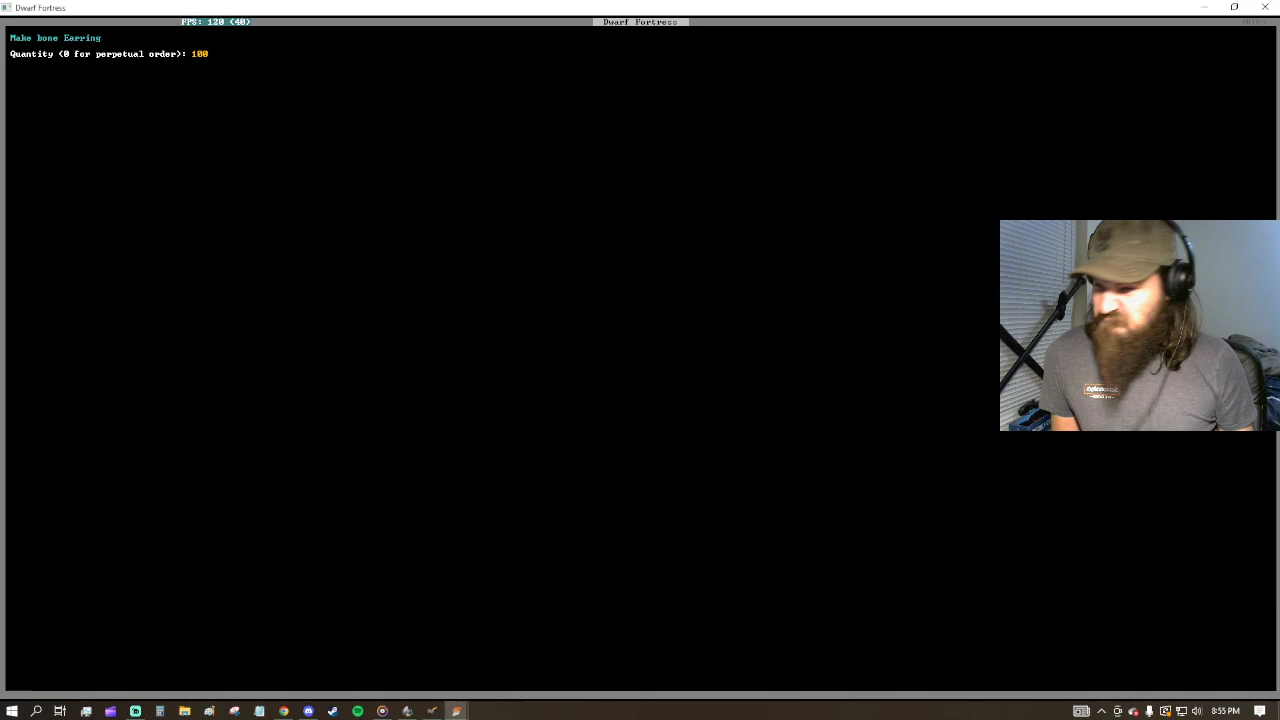 Dwarf Fortress
FPS: 120 (40)
Dwarf Fortress
Make bone Earring
Quantity (0 for perpetual order): 100
8:55 PM